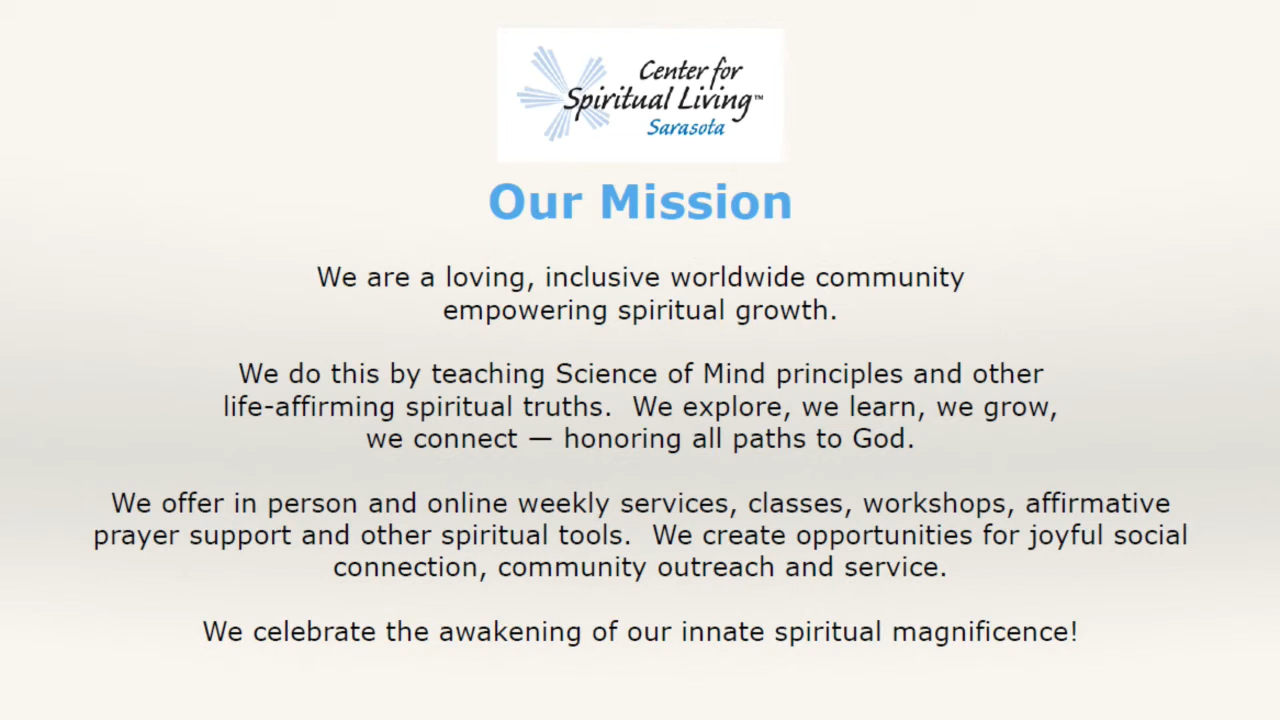 Center for
Spiritual Living™
Sarasota
Our Mission
We are a loving, inclusive worldwide community
empowering spiritual growth.
We do this by teaching Science of Mind principles and other
life-affirming spiritual truths.  We explore, we learn, we grow,
we connect — honoring all paths to God.
We offer in person and online weekly services, classes, workshops, affirmative
prayer support and other spiritual tools.  We create opportunities for joyful social
connection, community outreach and service.
We celebrate the awakening of our innate spiritual magnificence!